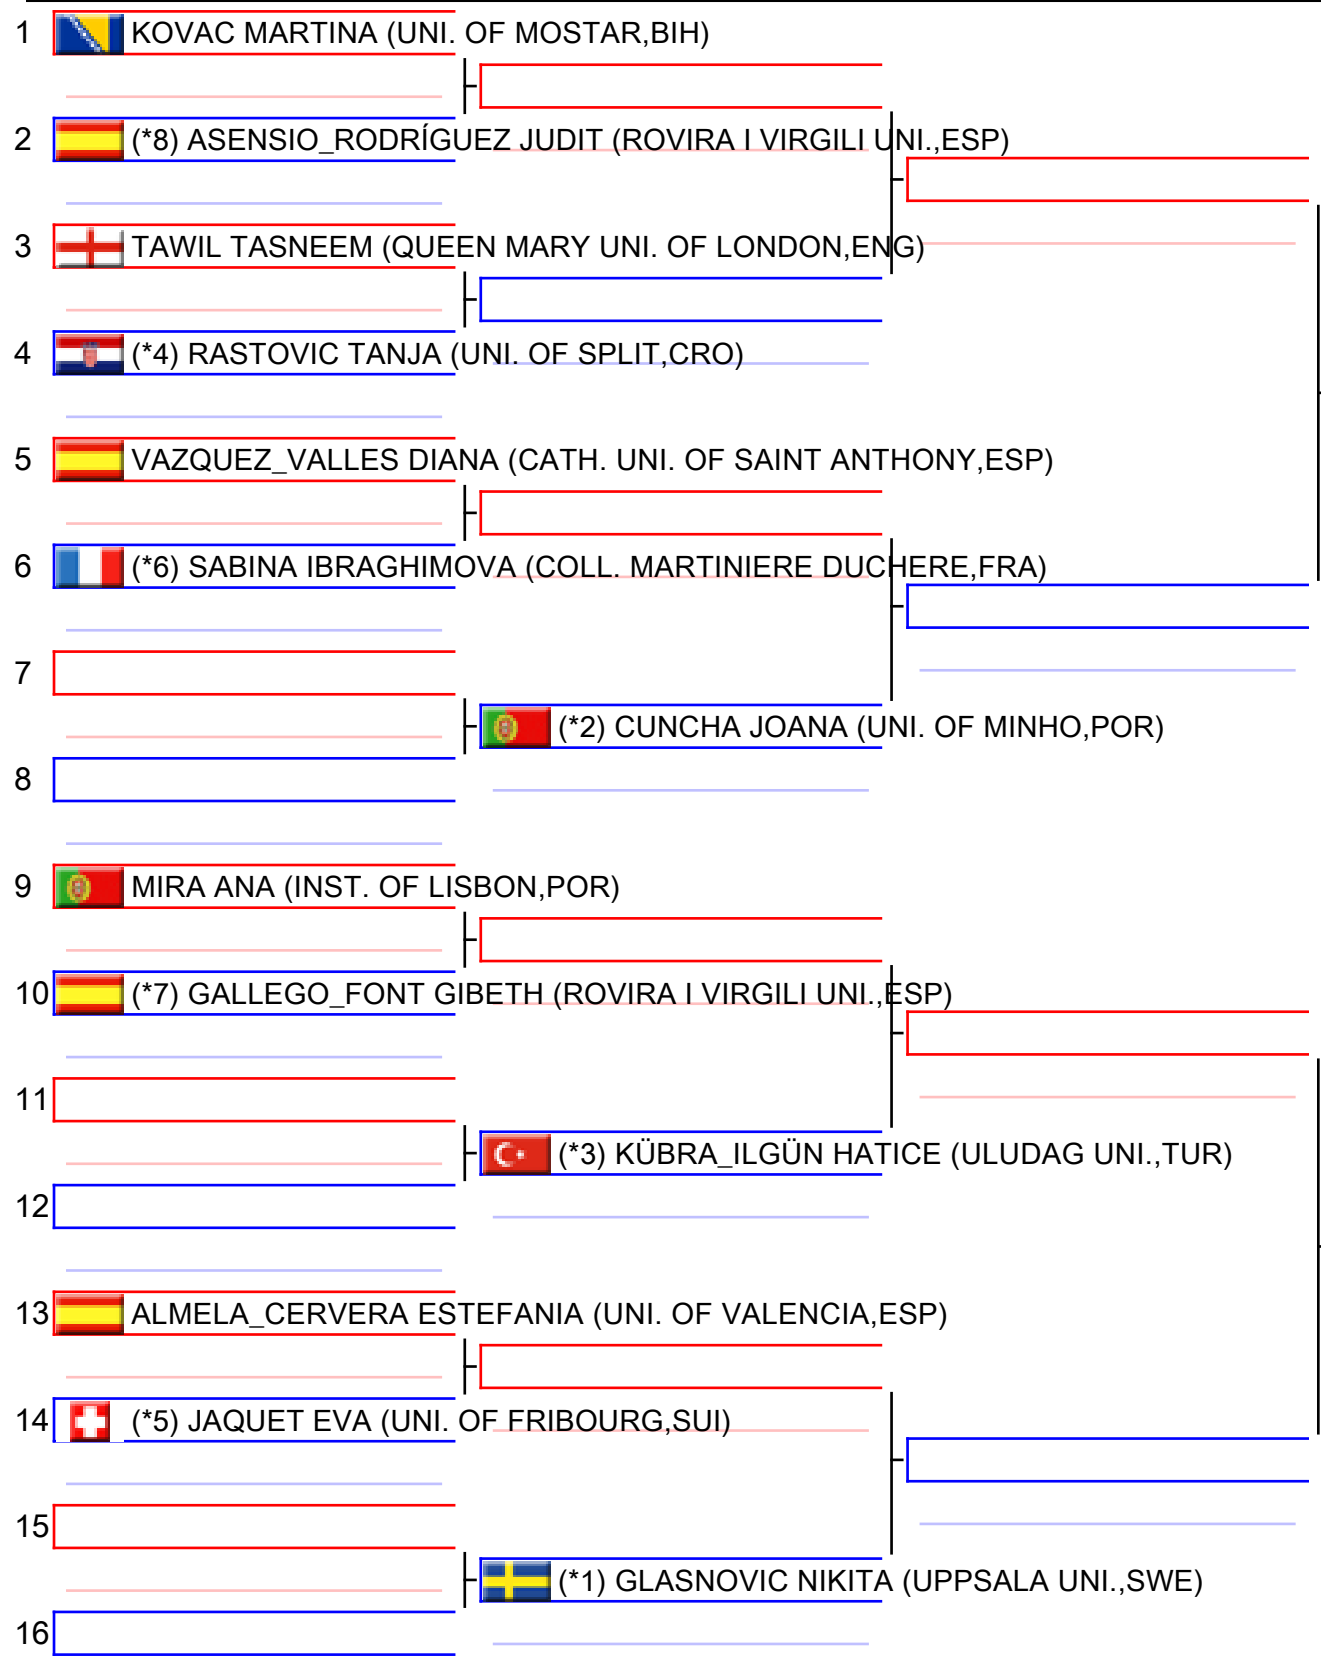 1 KOVAC MARTINA (UNI. OF MOSTAR,BIH)
2 (*8) ASENSIO_RODRÍGUEZ JUDIT (ROVIRA I VIRGILI UNI.,ESP)
3 TAWIL TASNEEM (QUEEN MARY UNI. OF LONDON,ENG)
4 (*4) RASTOVIC TANJA (UNI. OF SPLIT,CRO)
5 VAZQUEZ_VALLES DIANA (CATH. UNI. OF SAINT ANTHONY,ESP)
6 (*6) SABINA IBRAGHIMOVA (COLL. MARTINIERE DUCHERE,FRA)
7
(*2) CUNCHA JOANA (UNI. OF MINHO,POR)
8
9 MIRA ANA (INST. OF LISBON,POR)
10 (*7) GALLEGO_FONT GIBETH (ROVIRA I VIRGILI UNI.,ESP)
11
(*3) KÜBRA_ILGÜN HATICE (ULUDAG UNI.,TUR)
12
13 ALMELA_CERVERA ESTEFANIA (UNI. OF VALENCIA,ESP)
14 (*5) JAQUET EVA (UNI. OF FRIBOURG,SUI)
15
(*1) GLASNOVIC NIKITA (UPPSALA UNI.,SWE)
16